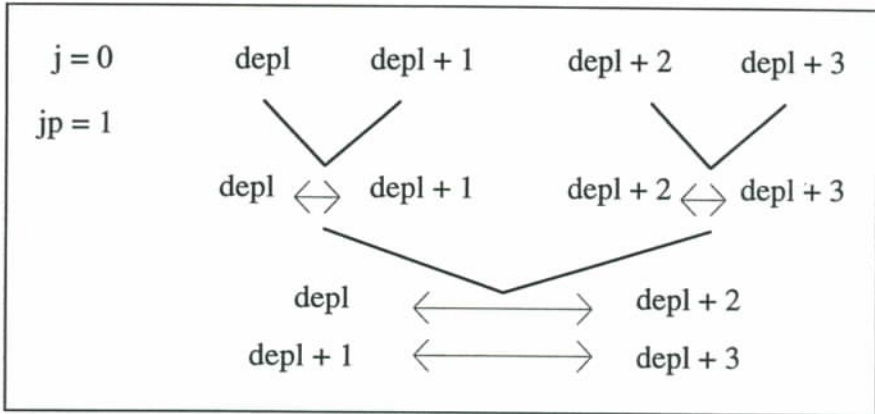 j = 0 depl depl + 1 depl + 2 depl + 3
jp = 1
depl depl + 1 depl + 2 depl + 3
depl depl + 2
depl + 1 depl + 3